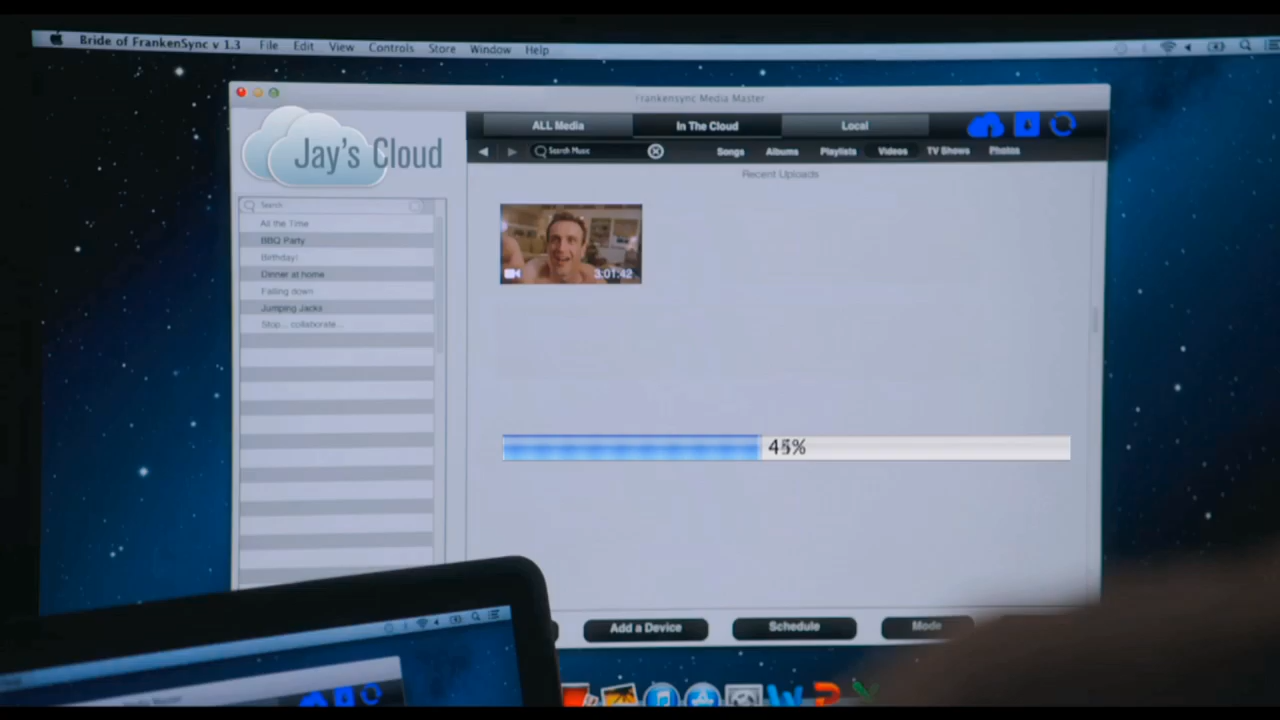 Bride of FrankenSync v 1.3 File Edit View Controls Store Window Help
Frankensync Media Master
Jay's Cloud
ALL Media In The Cloud Local
Search Music Songs Albums Playlists Videos TV Shows Photos
Recent Uploads
Search
All the Time
BBQ Party
Birthday!
Dinner at home
Falling down
Jumping Jacks
Stop... collaborate...
3:01:42
45%
Add a Device Schedule Mode